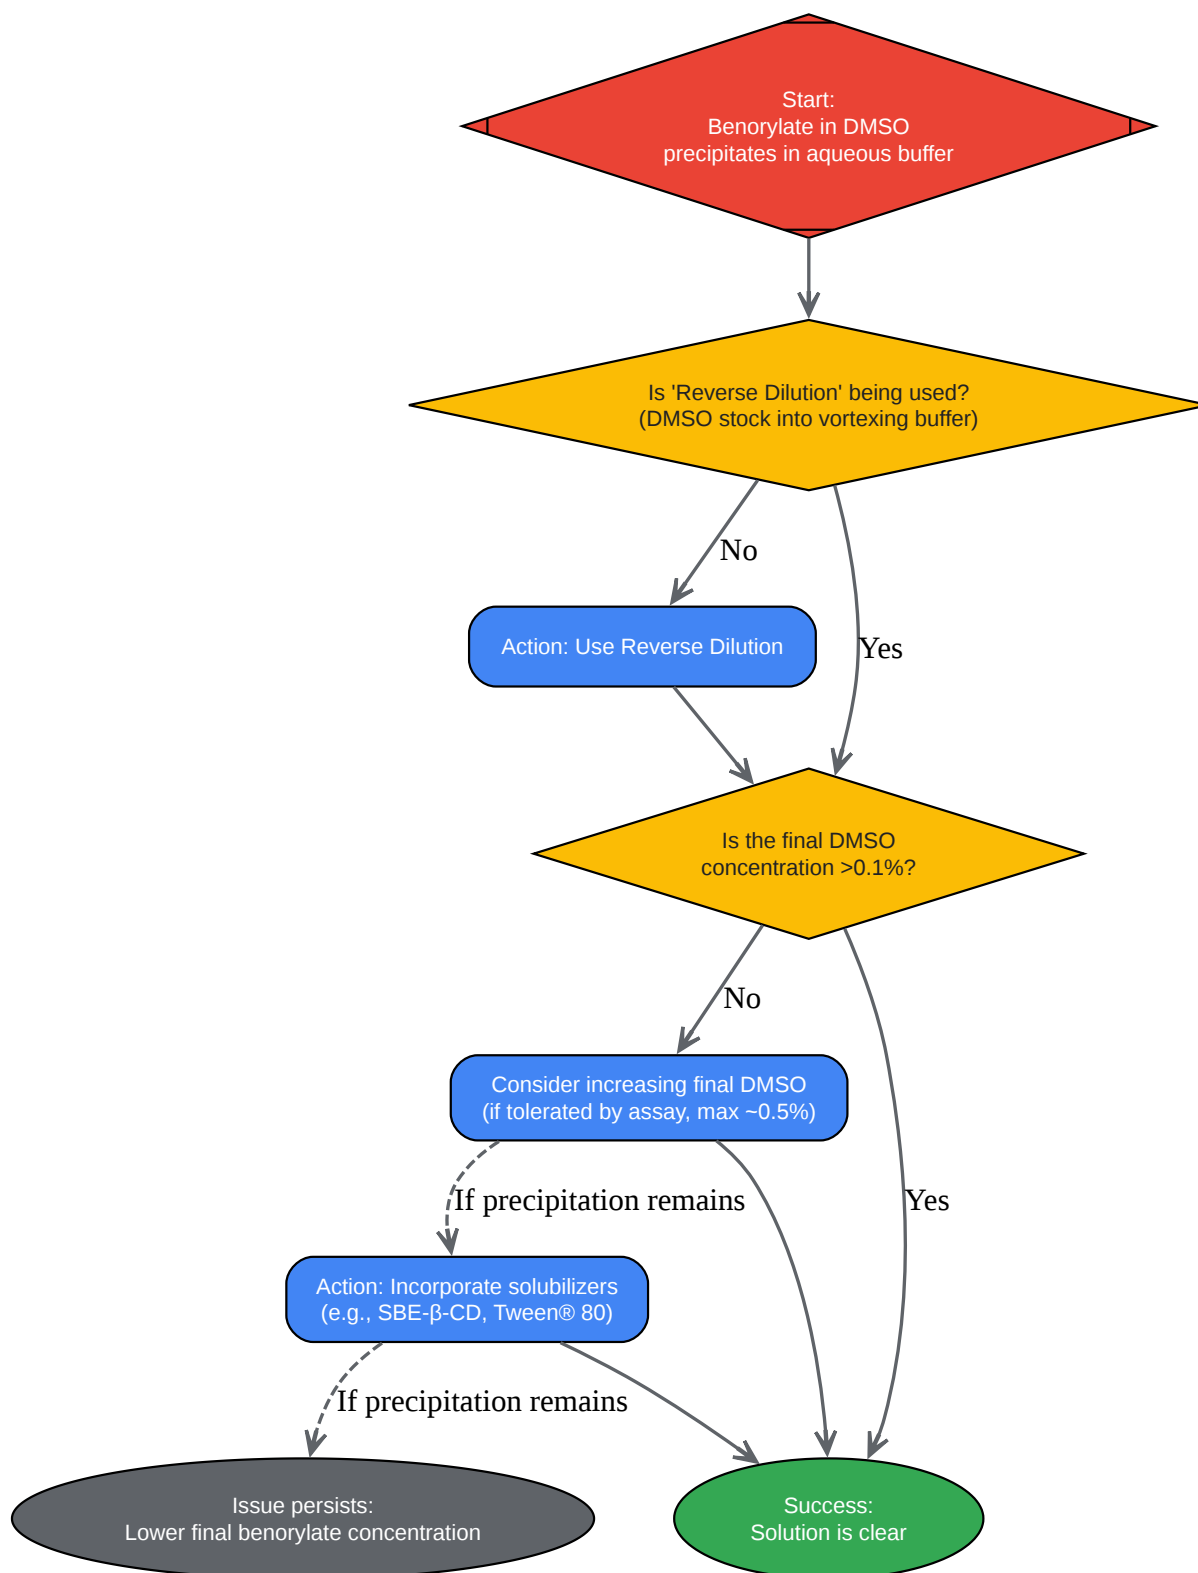 Start:
Benorylate in DMSO
precipitates in aqueous buffer
Is 'Reverse Dilution' being used?
(DMSO stock into vortexing buffer)
No
Action: Use Reverse Dilution
Yes
Is the final DMSO
concentration >0.1%?
No
Consider increasing final DMSO
(if tolerated by assay, max ~0.5%)
If precipitation remains
Yes
Action: Incorporate solubilizers
(e.g., SBE-β-CD, Tween® 80)
If precipitation remains
Issue persists:
Lower final benorylate concentration
Success:
Solution is clear